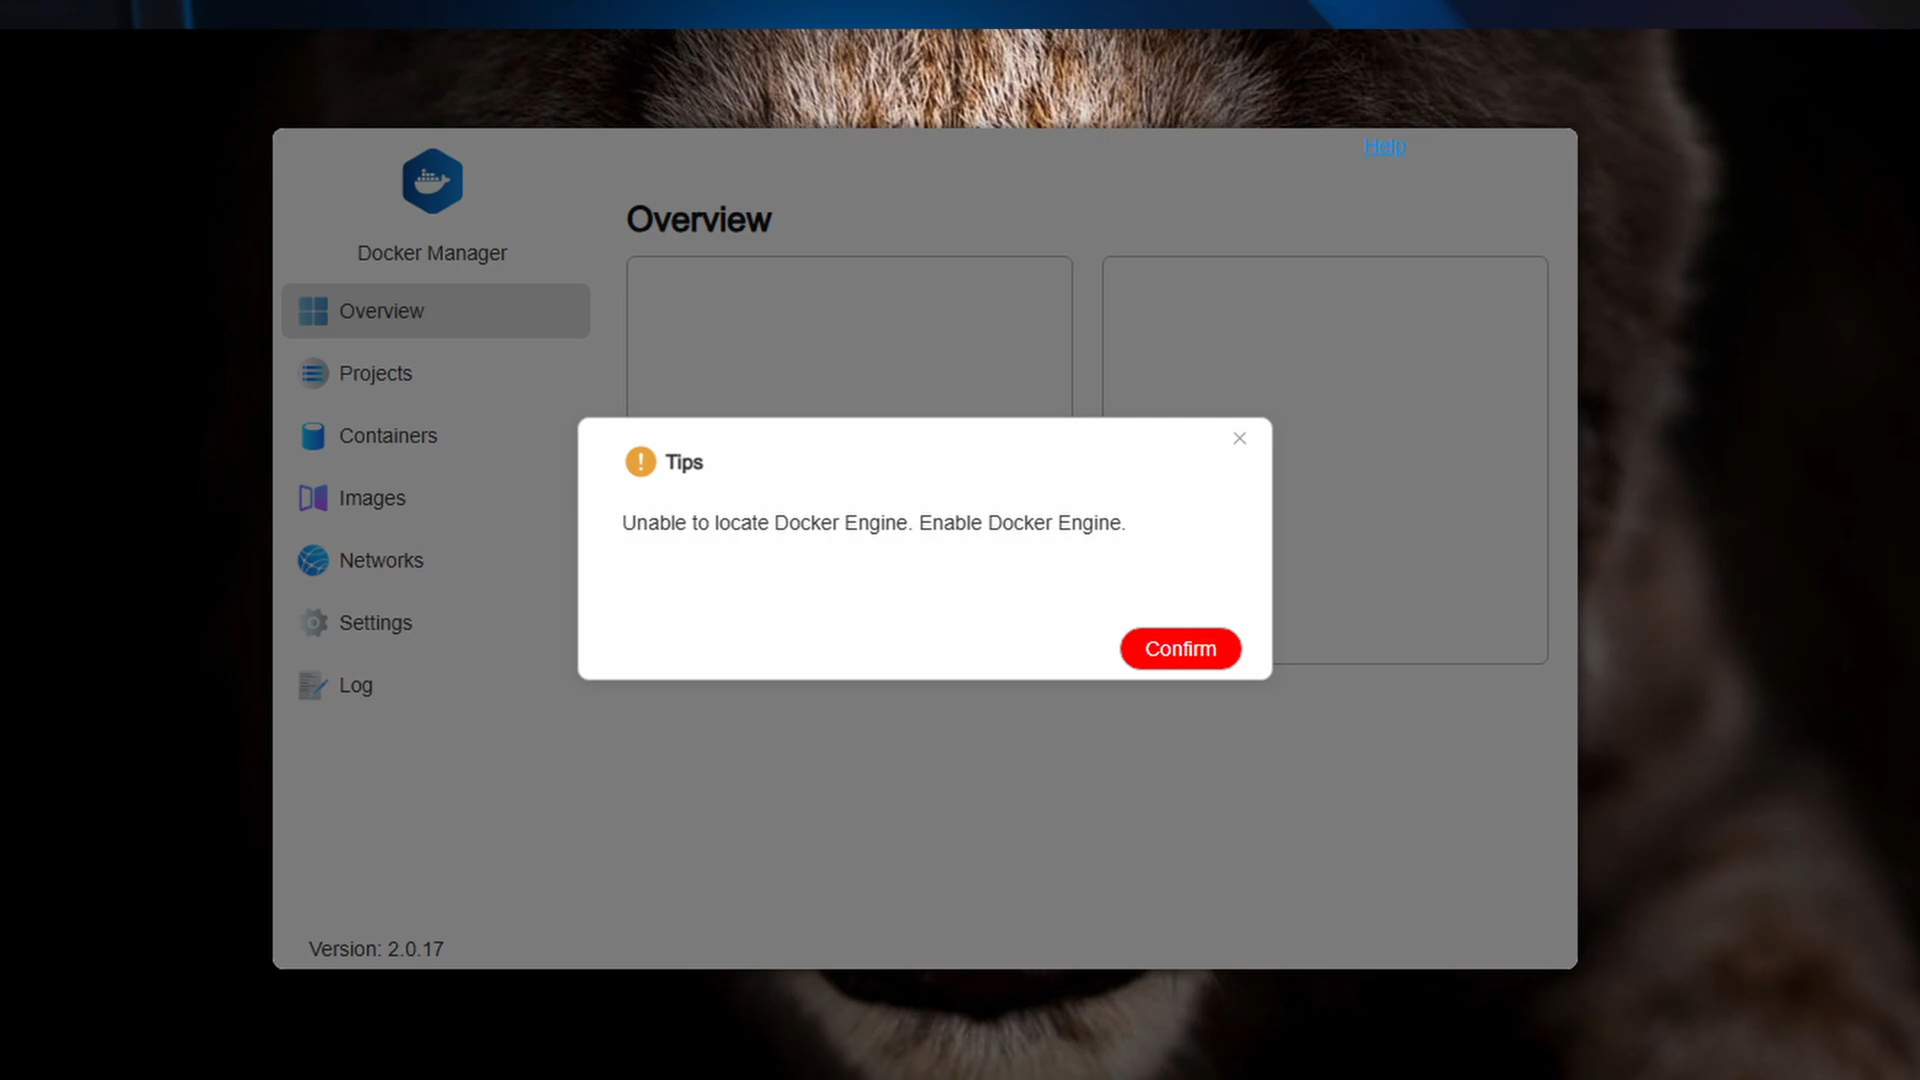 Help
Docker Manager
Overview
Projects
Containers
Images
Networks
Settings
Log
Version: 2.0.17
Overview
Tips
Unable to locate Docker Engine. Enable Docker Engine.
Confirm